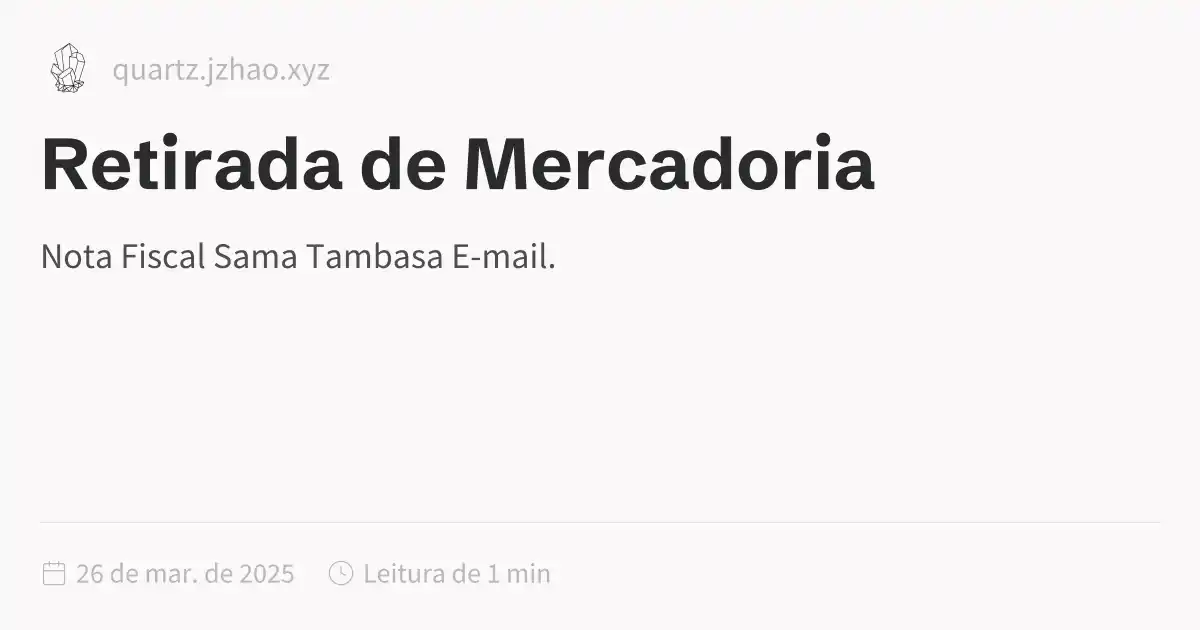 quartz.jzhao.xyz
Retirada de Mercadoria
Nota Fiscal Sama Tambasa E-mail.
26 de mar. de 2025 Leitura de 1 min